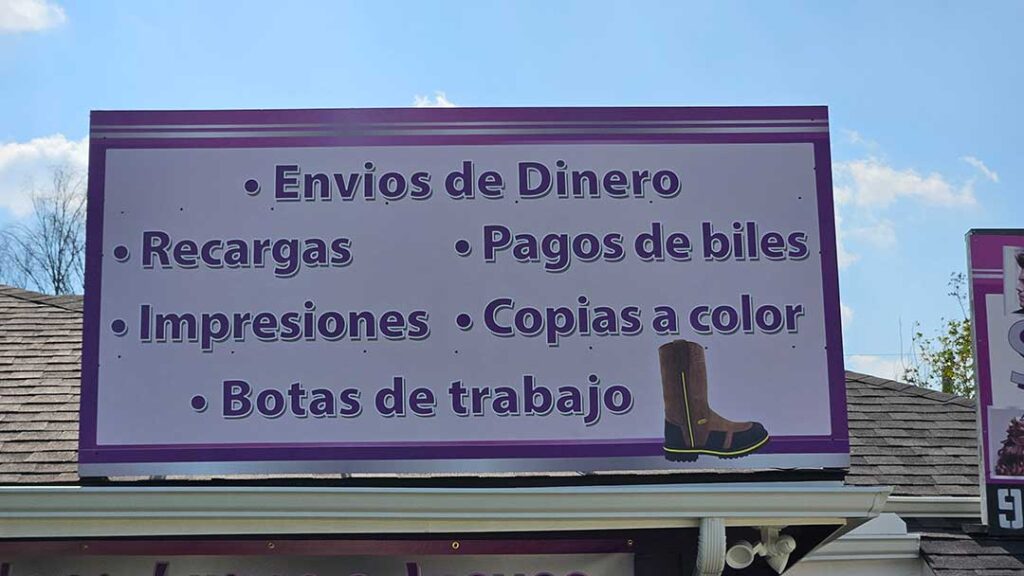 • Envios de Dinero
• Recargas • Pagos de biles
• Impresiones • Copias a color
• Botas de trabajo